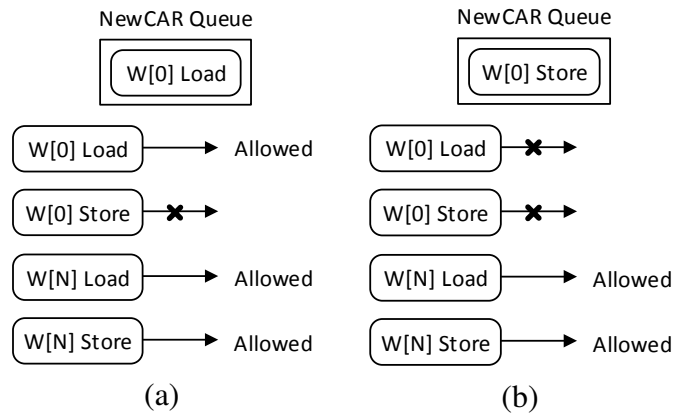 NewCAR Queue
W[0] Load
W[0] Load Allowed
W[0] Store
W[N] Load Allowed
W[N] Store Allowed
(a)
NewCAR Queue
W[0] Store
W[0] Load
W[0] Store
W[N] Load Allowed
W[N] Store Allowed
(b)